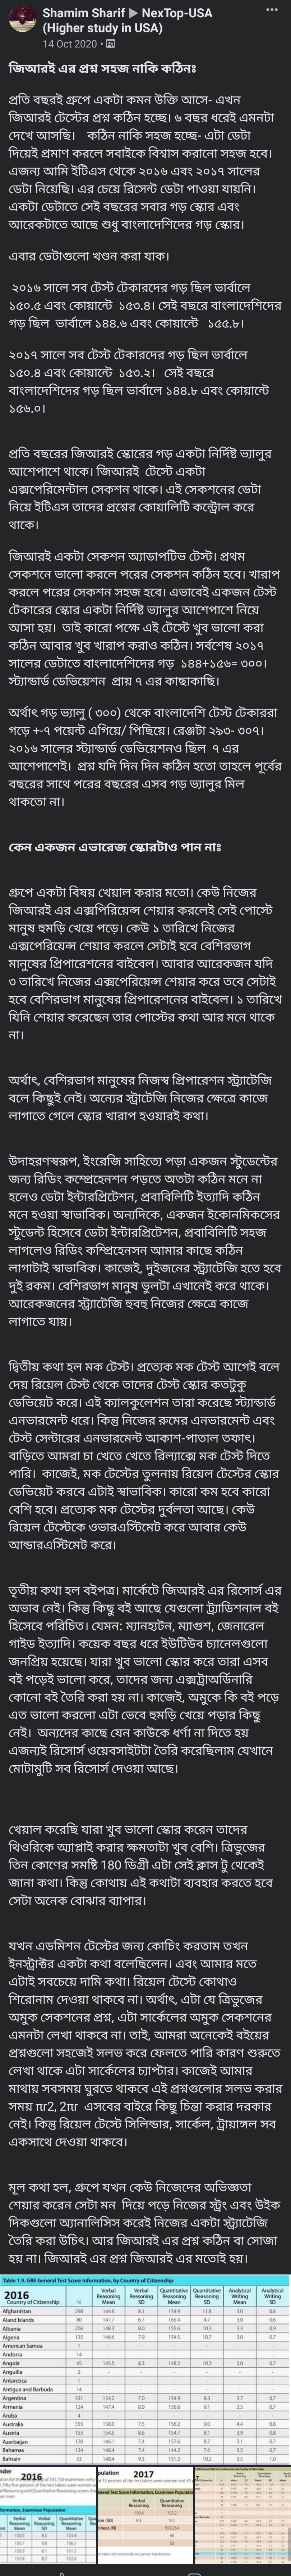 Shamim Sharif ▶ NexTop-USA
(Higher study in USA)
14 Oct 2020
জিআরই এর প্রশ্ন সহজ নাকি কঠিনঃ
প্রতি বছরই গ্রুপে একটা কমন উক্তি আসে- এখন
জিআরই টেস্টের প্রশ্ন কঠিন হচ্ছে। ৬ বছর ধরেই এমনটা
দেখে আসছি। কঠিন নাকি সহজ হচ্ছে- এটা ডেটা
দিয়েই প্রমাণ করলে সবাইকে বিশ্বাস করানো সহজ হবে।
এজন্য আমি ইটিএস থেকে ২০১৬ এবং ২০১৭ সালের
ডেটা নিয়েছি। এর চেয়ে রিসেন্ট ডেটা পাওয়া যায়নি।
একটা ডেটাতে সেই বছরের সবার গড় স্কোর এবং
আরেকটাতে আছে শুধু বাংলাদেশিদের গড় স্কোর।
এবার ডেটাগুলো খণ্ডন করা যাক।
২০১৬ সালে সব টেস্ট টেকারদের গড় ছিল ভার্বালে
১৫০.৫ এবং কোয়ান্টে ১৫৩.৪। সেই বছরে বাংলাদেশিদের
গড় ছিল ভার্বালে ১৪৪.৬ এবং কোয়ান্টে ১৫৫.৮।
২০১৭ সালে সব টেস্ট টেকারদের গড় ছিল ভার্বালে
১৫০.৪ এবং কোয়ান্টে ১৫৩.২। সেই বছরে
বাংলাদেশিদের গড় ছিল ভার্বালে ১৪৪.৮ এবং কোয়ান্টে
১৫৬.০।
প্রতি বছরের জিআরই স্কোরের গড় একটা নির্দিষ্ট ভ্যালুর
আশেপাশে থাকে। জিআরই টেস্টে একটা
এক্সপেরিমেন্টাল সেকশন থাকে। এই সেকশনের ডেটা
নিয়ে ইটিএস তাদের প্রশ্নের কোয়ালিটি কন্ট্রোল করে
থাকে।
জিআরই একটা সেকশন অ্যাডাপটিভ টেস্ট। প্রথম
সেকশনে ভালো করলে পরের সেকশন কঠিন হবে। খারাপ
করলে পরের সেকশন সহজ হবে। এভাবেই একজন টেস্ট
টেকারের স্কোর একটা নির্দিষ্ট ভ্যালুর আশেপাশে নিয়ে
আসা হয়। তাই কারো পক্ষে এই টেস্টে খুব ভালো করা
কঠিন আবার খুব খারাপ করাও কঠিন। সর্বশেষ ২০১৭
সালের ডেটাতে বাংলাদেশিদের গড় ১৪৪+১৫৬= ৩০০।
স্ট্যান্ডার্ড ডেভিয়েশন প্রায় ৭ এর কাছাকাছি।
অর্থাৎ গড় ভ্যালু ( ৩০০) থেকে বাংলাদেশি টেস্ট টেকাররা
গড়ে +-৭ পয়েন্ট এগিয়ে/ পিছিয়ে। রেঞ্জটা ২৯৩- ৩০৭।
২০১৬ সালের স্ট্যান্ডার্ড ডেভিয়েশনও ছিল ৭ এর
আশেপাশেই। প্রশ্ন যদি দিন দিন কঠিন হতো তাহলে পূর্বের
বছরের সাথে পরের বছরের এসব গড় ভ্যালুর মিল
থাকতো না।
কেন একজন এভারেজ স্কোরটাও পান নাঃ
গ্রুপে একটা বিষয় খেয়াল করার মতো। কেউ নিজের
জিআরই এর এক্সপিরিয়েন্স শেয়ার করলেই সেই পোস্টে
মানুষ হুমড়ি খেয়ে পড়ে। কেউ ১ তারিখে নিজের
এক্সপেরিয়েন্স শেয়ার করলে সেটাই হবে বেশিরভাগ
মানুষের প্রিপারেশনের বাইবেল। আবার আরেকজন যদি
৩ তারিখে নিজের এক্সপেরিয়েন্স শেয়ার করে তবে সেটাই
হবে বেশিরভাগ মানুষের প্রিপারেশনের বাইবেল। ১ তারিখে
যিনি শেয়ার করেছেন তার পোস্টের কথা আর মনে থাকে
না।
অর্থাৎ, বেশিরভাগ মানুষের নিজস্ব প্রিপারেশন স্ট্র্যাটেজি
বলে কিছুই নেই। অন্যের স্ট্রাটেজি নিজের ক্ষেত্রে কাজে
লাগাতে গেলে স্কোর খারাপ হওয়ারই কথা।
উদাহরণস্বরূপ, ইংরেজি সাহিত্যে পড়া একজন স্টুডেন্টের
জন্য রিডিং কম্প্রেহেনশন পড়তে অতটা কঠিন মনে না
হলেও ডেটা ইন্টারপ্রিটেশন, প্রবাবিলিটি ইত্যাদি কঠিন
মনে হওয়া স্বাভাবিক। অন্যদিকে, একজন ইকোনমিকসের
স্টুডেন্ট হিসেবে ডেটা ইন্টারপ্রিটেশন, প্রবাবিলিটি সহজ
লাগলেও রিডিং কম্প্রিহেনসন আমার কাছে কঠিন
লাগাটাই স্বাভাবিক। কাজেই, দুইজনের স্ট্র্যাটেজি হতে হবে
দুই রকম। বেশিরভাগ মানুষ ভুলটা এখানেই করে থাকে।
আরেকজনের স্ট্র্যাটেজি হুবহু নিজের ক্ষেত্রে কাজে
লাগাতে যায়।
দ্বিতীয় কথা হল মক টেস্ট। প্রত্যেক মক টেস্ট আগেই বলে
দেয় রিয়েল টেস্ট থেকে তাদের টেস্ট স্কোর কতটুকু
ডেভিয়েট করে। এই ক্যালকুলেশন তারা করেছে স্ট্যান্ডার্ড
এনভারমেন্ট ধরে। কিন্তু নিজের রুমের এনভারমেন্ট এবং
টেস্ট সেন্টারের এনভারমেন্ট আকাশ-পাতাল তফাৎ।
বাড়িতে আমরা চা খেতে খেতে রিল্যাক্সে মক টেস্ট দিতে
পারি। কাজেই, মক টেস্টের তুলনায় রিয়েল টেস্টের স্কোর
ডেভিয়েট করবে এটাই স্বাভাবিক। কারো কম হবে কারো
বেশি হবে। প্রত্যেক মক টেস্টের দুর্বলতা আছে। কেউ
রিয়েল টেস্টেকে ওভারএস্টিমেট করে আবার কেউ
আন্ডারএস্টিমেট করে।
তৃতীয় কথা হল বইপত্র। মার্কেটে জিআরই এর রিসোর্স এর
অভাব নেই। কিন্তু কিছু বই আছে যেগুলো ট্র্যাডিশনাল বই
হিসেবে পরিচিত। যেমন: ম্যানহাটন, ম্যাগুশ, জেনারেল
গাইড ইত্যাদি। কয়েক বছর ধরে ইউটিউব চ্যানেলগুলো
জনপ্রিয় হয়েছে। যারা খুব ভালো স্কোর করে তারা এসব
বই পড়েই ভালো করে, তাদের জন্য এক্সট্রাঅর্ডিনারি
কোনো বই তৈরি করা হয় না। কাজেই, অমুকে কি বই পড়ে
এত ভালো করলো এটা ভেবে হুমড়ি খেয়ে পড়ার কিছু
নেই। অন্যদের কাছে যেন কাউকে ধর্ণা না দিতে হয়
এজন্যই রিসোর্স ওয়েবসাইটটা তৈরি করেছিলাম যেখানে
মোটামুটি সব রিসোর্স দেওয়া আছে।
খেয়াল করেছি যারা খুব ভালো স্কোর করেন তাদের
থিওরিকে অ্যাপ্লাই করার ক্ষমতাটা খুব বেশি। ত্রিভুজের
তিন কোণের সমষ্টি 180 ডিগ্রী এটা সেই ক্লাস টু থেকেই
জানা কথা। কিন্তু কোথায় এই কথাটা ব্যবহার করতে হবে
সেটা অনেক বোঝার ব্যাপার।
যখন এডমিশন টেস্টের জন্য কোচিং করতাম তখন
ইনস্ট্রাক্টর একটা কথা বলেছিলেন। এবং আমার মতে
এটাই সবচেয়ে দামি কথা। রিয়েল টেস্টে কোথাও
শিরোনাম দেওয়া থাকবে না। অর্থাৎ, এটা যে ত্রিভুজের
অমুক সেকশনের প্রশ্ন, এটা সার্কেলের অমুক সেকশনের
এমনটা লেখা থাকবে না। তাই, আমরা অনেকেই বইয়ের
প্রশ্নগুলো সহজেই সলভ করে ফেলতে পারি কারণ শুরুতে
লেখা থাকে এটা সার্কেলের চ্যাপ্টার। কাজেই আমার
মাথায় সবসময় ঘুরতে থাকবে এই প্রশ্নগুলোর সলভ করার
সময় πr2, 2πr এসবের বাইরে কিছু চিন্তা করার দরকার
নেই। কিন্তু রিয়েল টেস্টে সিলিন্ডার, সার্কেল, ট্রায়াঙ্গল সব
একসাথে দেওয়া থাকবে।
মূল কথা হল, গ্রুপে যখন কেউ নিজেদের অভিজ্ঞতা
শেয়ার করেন সেটা মন দিয়ে পড়ে নিজের স্ট্রং এবং উইক
দিকগুলো অ্যানালিসিস করেই নিজের একটা স্ট্র্যাটেজি
তৈরি করা উচিৎ। আর জিআরই এর প্রশ্ন কঠিন বা সোজা
হয় না। জিআরই এর প্রশ্ন জিআরই এর মতোই হয়।
Table 1.9. GRE General Test Score Information, by Country of Citizenship
2016
Country of Citizenship N Verbal Reasoning Mean Verbal Reasoning SD Quantitative Reasoning Mean Quantitative Reasoning SD Analytical Writing Mean Analytical Writing SD
Afghanistan 298 144.6 8.1 154.9 11.8 3.0 0.6
Aland Islands 80 147.7 6.7 165.4 4.7 3.0 0.6
Albania 206 148.3 8.0 155.6 10.3 3.3 0.9
Algeria 135 146.6 7.9 154.5 10.3 3.0 0.7
American Samoa 1 - - - - - -
Andorra 14
Angola 45 145.5 8.3 148.2 10.3 3.0 0.7
Anguilla 2
Antarctica 1
Antigua and Barbuda 14
Argentina 331 154.2 7.0 154.9 8.3 3.7 0.7
Armenia 124 147.4 8.0 156.6 9.1 3.5 0.7
Aruba 4
Australia 555 158.0 7.5 156.2 9.0 4.4 0.8
Austria 155 154.5 8.6 154.7 8.1 3.9 0.8
Azerbaijan 120 146.1 7.4 157.6 8.7 3.1 0.7
Bahamas 134 146.4 7.4 144.2 7.6 3.5 0.7
Bahrain 53 148.4 9.3 151.2 10.2 3.5 1.0
2016
2017